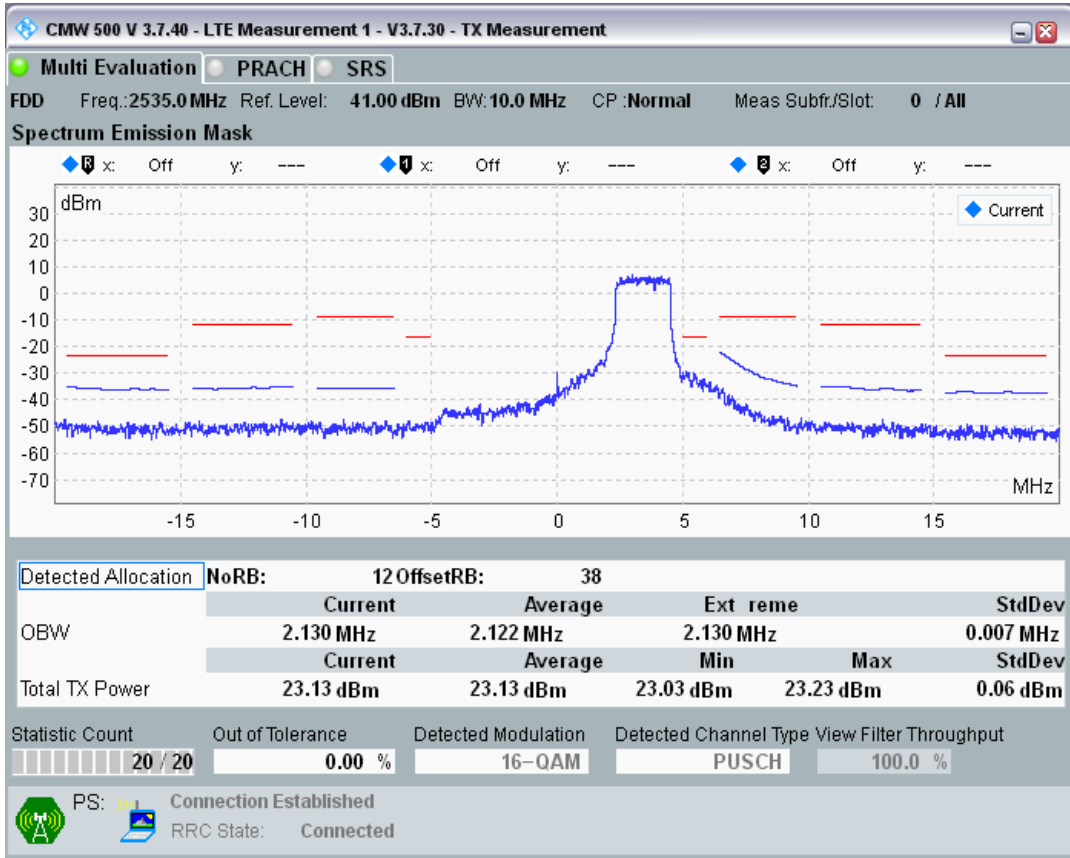 CMW 500 V 3.7.40 - LTE Measurement 1 - V3.7.30 - TX Measurement
Multi Evaluation PRACH SRS
FDD Freq.:2535.0 MHz Ref. Level: 41.00 dBm BW: 10.0 MHz CP :Normal Meas Subfr./Slot: 0 / All
Spectrum Emission Mask
R x: Off y: --- 1 x: Off y: --- 2 x: Off y: ---
dBm
Current
30
20
10
0
-10
-20
-30
-40
-50
-60
-70
MHz
-15 -10 -5 0 5 10 15
Detected Allocation NoRB: 12 OffsetRB: 38
Current Average Ext reme StdDev
OBW 2.130 MHz 2.122 MHz 2.130 MHz 0.007 MHz
Current Average Min Max StdDev
Total TX Power 23.13 dBm 23.13 dBm 23.03 dBm 23.23 dBm 0.06 dBm
Statistic Count Out of Tolerance Detected Modulation Detected Channel Type View Filter Throughput
20 / 20 0.00 % 16-QAM PUSCH 100.0 %
PS: Connection Established
RRC State: Connected